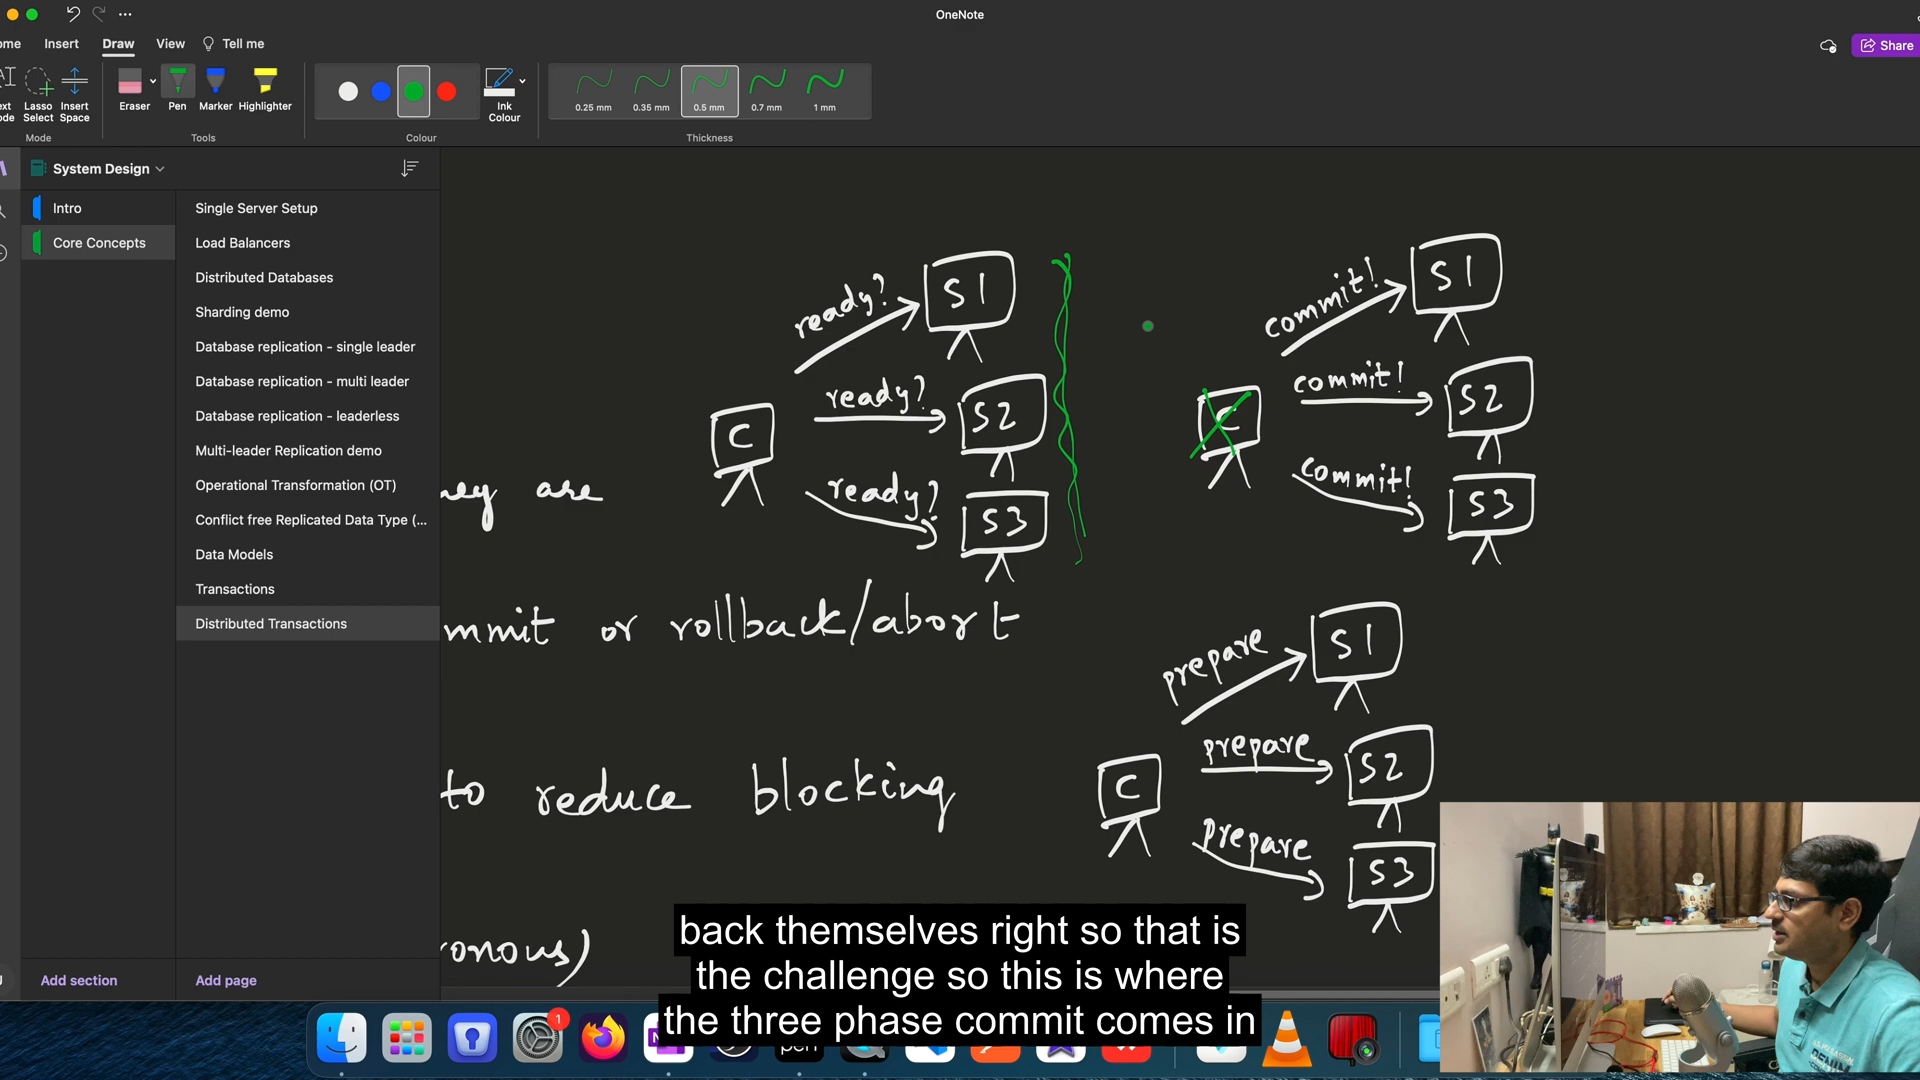 OneNote
ome Insert Draw View Tell me
Share
Eraser Pen Marker Highlighter
Lasso Select
Insert Space
Ink Colour
0.25 mm 0.35 mm 0.5 mm 0.7 mm 1 mm
Mode Tools Colour Thickness
System Design
Intro
Core Concepts
Single Server Setup
Load Balancers
Distributed Databases
Sharding demo
Database replication - single leader
Database replication - multi leader
Database replication - leaderless
Multi-leader Replication demo
Operational Transformation (OT)
Conflict free Replicated Data Type (...
Data Models
Transactions
Distributed Transactions
Add section
Add page
ready? S1
ready? S2
C
ready? S3
commit! S1
commit! S2
C
commit! S3
ey are
mmit or rollback/abort
to reduce blocking
onous)
prepare S1
prepare S2
C
prepare S3
back themselves right so that is
the challenge so this is where
the three phase commit comes in
1
pen